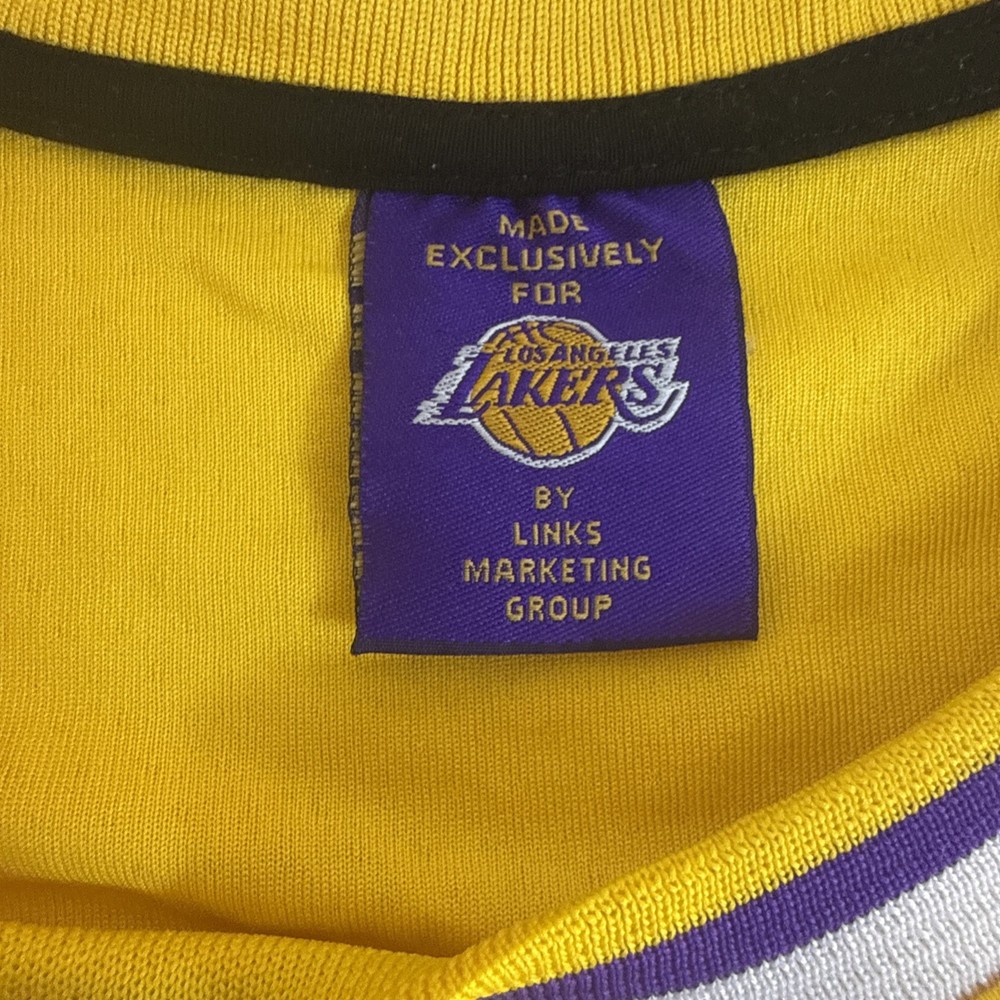 MADE
EXCLUSIVELY
FOR
LOS ANGELES
LAKERS
BY
LINKS
MARKETING
GROUP